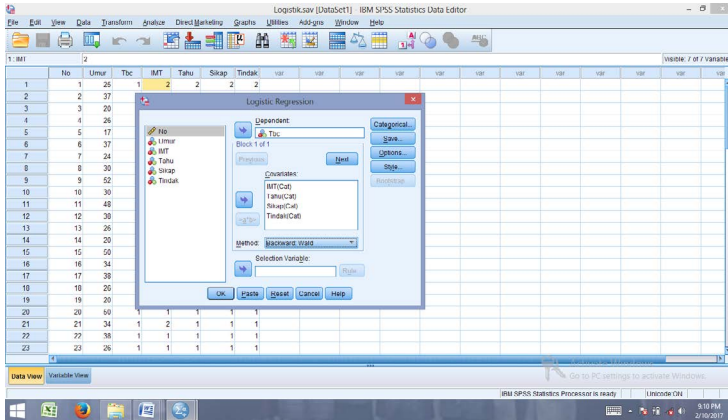 Logistik.sav [DataSet1] - IBM SPSS Statistics Data Editor
File Edit View Data Transform Analyze Direct Marketing Graphs Utilities Add-ons Window Help
1 : IMT 2 Visible: 7 of 7 Variable
No Umur Tbc IMT Tahu Sikap Tindak var var var var var var var var var var var
1 1 25 1 2 2 2 2
2 2 37
3 3 20
4 4 26
5 5 17
6 6 37
7 7 38
8 8 26
9 9 52
10 10 30
11 11 48
12 12 38
13 13 26
14 14 20
15 15 50
16 16 34
17 17 38
18 18 26
19 19 20
20 20 50 1 1 1 1 1
21 21 34 1 2 1 1 1
22 22 38 1 1 1 1 1
23 23 26 1 1 1 1 1
Logistic Regression
No
Umur
IMT
Tahu
Sikap
Tindak
Dependent:
Tbc
Block 1 of 1
Previous Next
Covariates:
IMT(Cat)
Tahu(Cat)
Sikap(Cat)
Tindak(Cat)
>a*b>
Method: Backward: Wald
Selection Variable:
Rule...
Categorical...
Save...
Options...
Style...
Bootstrap...
OK Paste Reset Cancel Help
Go to PC settings to activate Windows.
Data View Variable View
IBM SPSS Statistics Processor is ready Unicode:ON
9:10 PM
2/10/2017